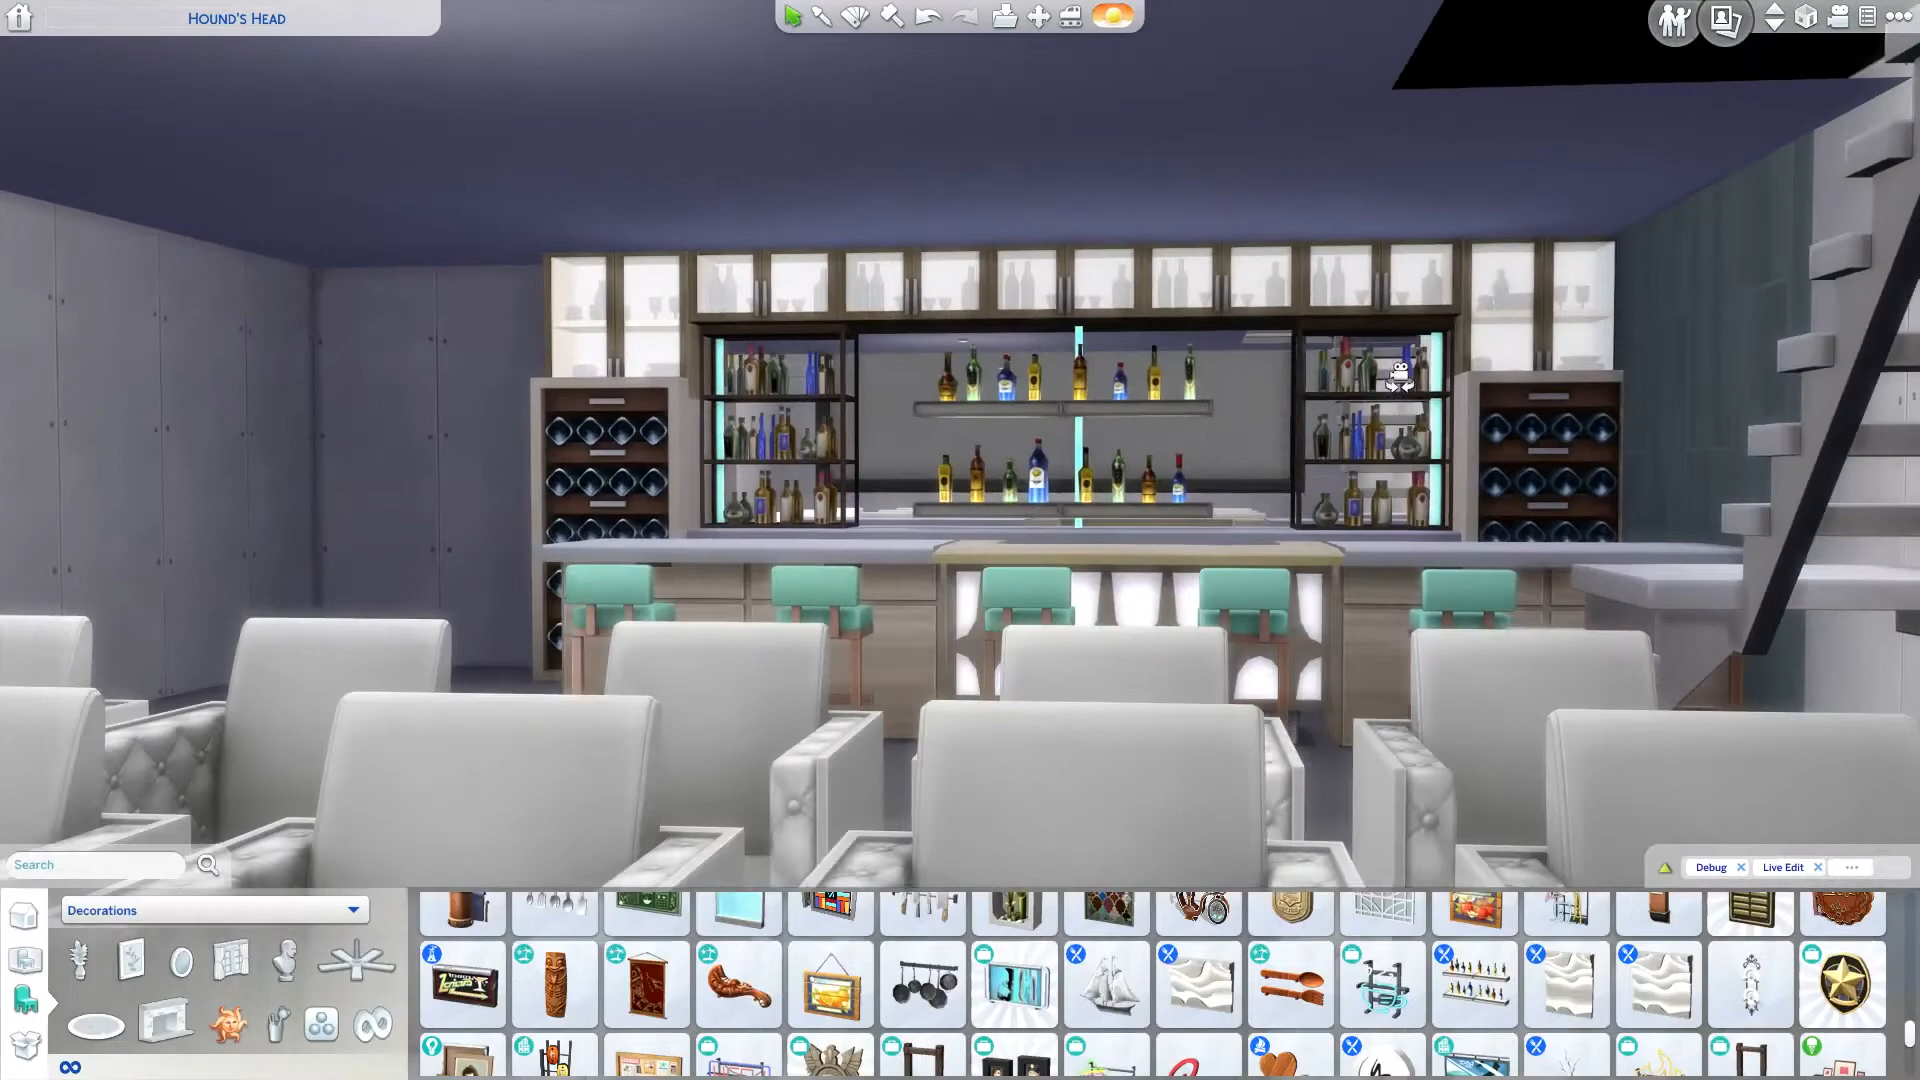 HOUND'S HEAD
Search
Debug
Live Edit
Decorations